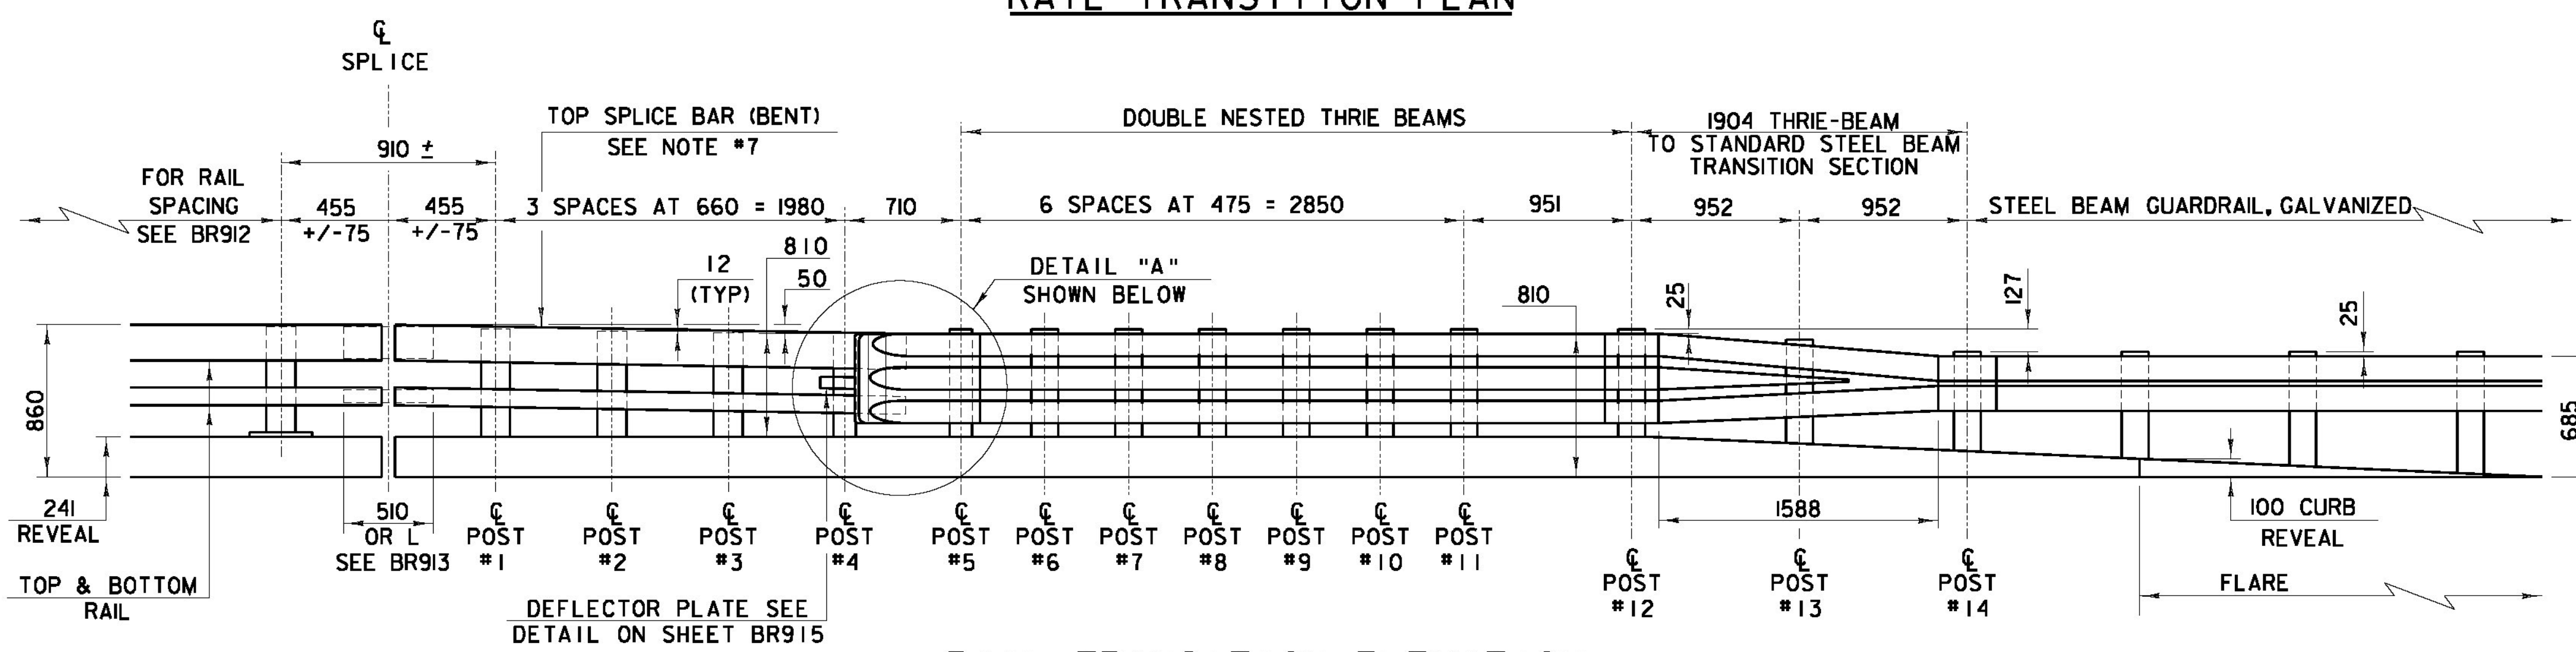 RAIL TRANSITION PLAN
℄
SPLICE
910 ±
FOR RAIL
SPACING
SEE BR912
455
+/-75
455
+/-75
TOP SPLICE BAR (BENT)
SEE NOTE #7
3 SPACES AT 660 = 1980
710
DOUBLE NESTED THRIE BEAMS
6 SPACES AT 475 = 2850
951
1904 THRIE-BEAM
TO STANDARD STEEL BEAM
TRANSITION SECTION
952
952
STEEL BEAM GUARDRAIL, GALVANIZED
12
(TYP)
810
50
DETAIL "A"
SHOWN BELOW
810
25
127
25
860
685
241
REVEAL
510
OR L
SEE BR913
TOP & BOTTOM
RAIL
℄
POST
#1
℄
POST
#2
℄
POST
#3
℄
POST
#4
℄
POST
#5
℄
POST
#6
℄
POST
#7
℄
POST
#8
℄
POST
#9
℄
POST
#10
℄
POST
#11
℄
POST
#12
℄
POST
#13
℄
POST
#14
1588
100 CURB
REVEAL
FLARE
DEFLECTOR PLATE SEE
DETAIL ON SHEET BR915